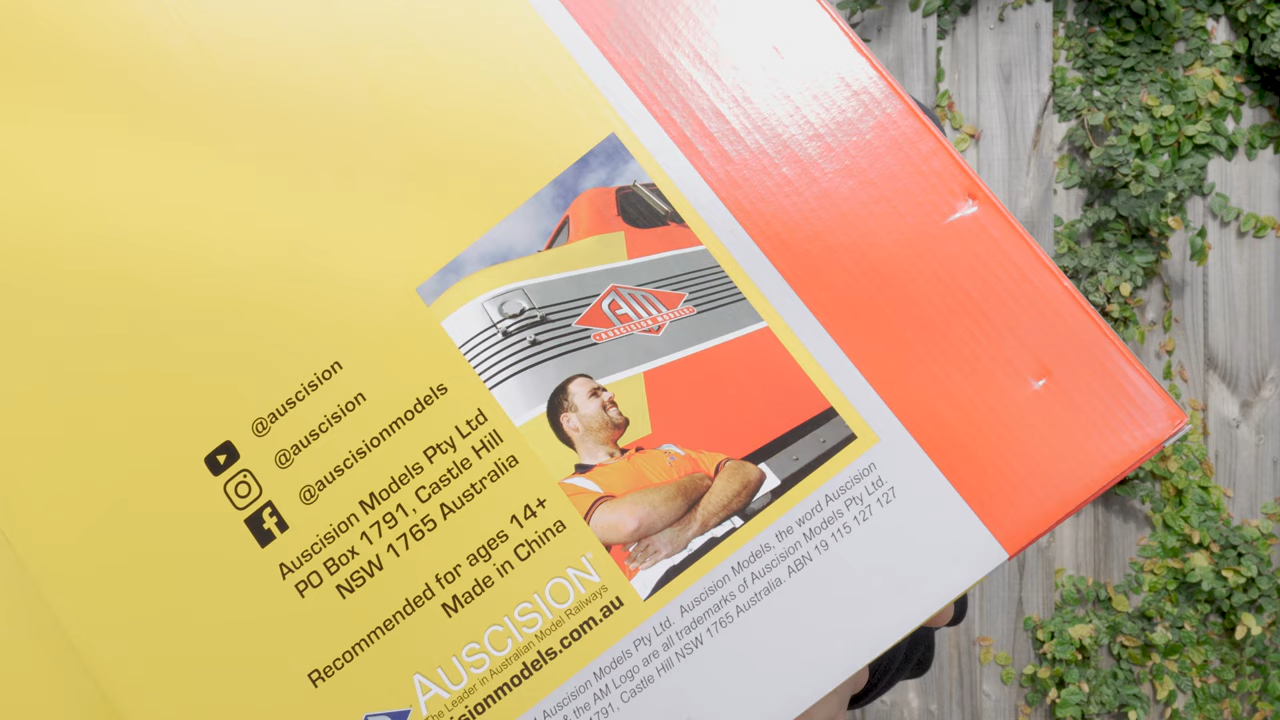 @auscision
@auscision
@auscisionmodels
Auscision Models Pty Ltd
PO Box 1791, Castle Hill
NSW 1765 Australia
Recommended for ages 14+
Made in China
AUSCISION
The Leader in Australian Model Railways
sionmodels.com.au
AM
AUSCISION MODELS
Auscision Models Pty Ltd. Auscision Models, the word Auscision
& the AM Logo are all trademarks of Auscision Models Pty Ltd.
1791, Castle Hill NSW 1765 Australia. ABN 19 115 127 127